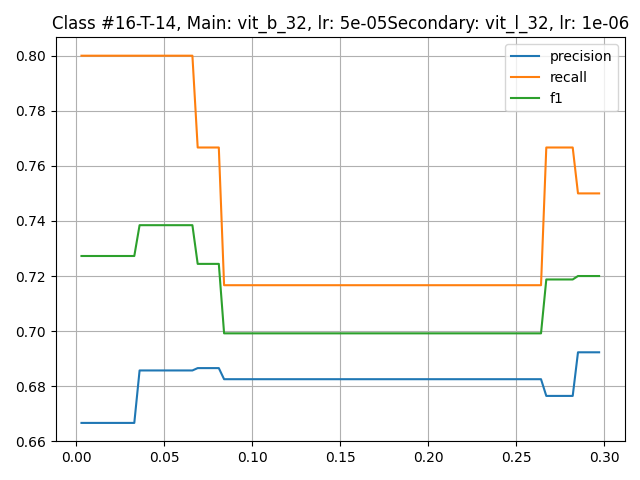 Class #16-T-14, Main: vit_b_32, lr: 5e-05Secondary: vit_l_32, lr: 1e-06
precision
recall
f1
0.80
0.78
0.76
0.74
0.72
0.70
0.68
0.66
0.00 0.05 0.10 0.15 0.20 0.25 0.30